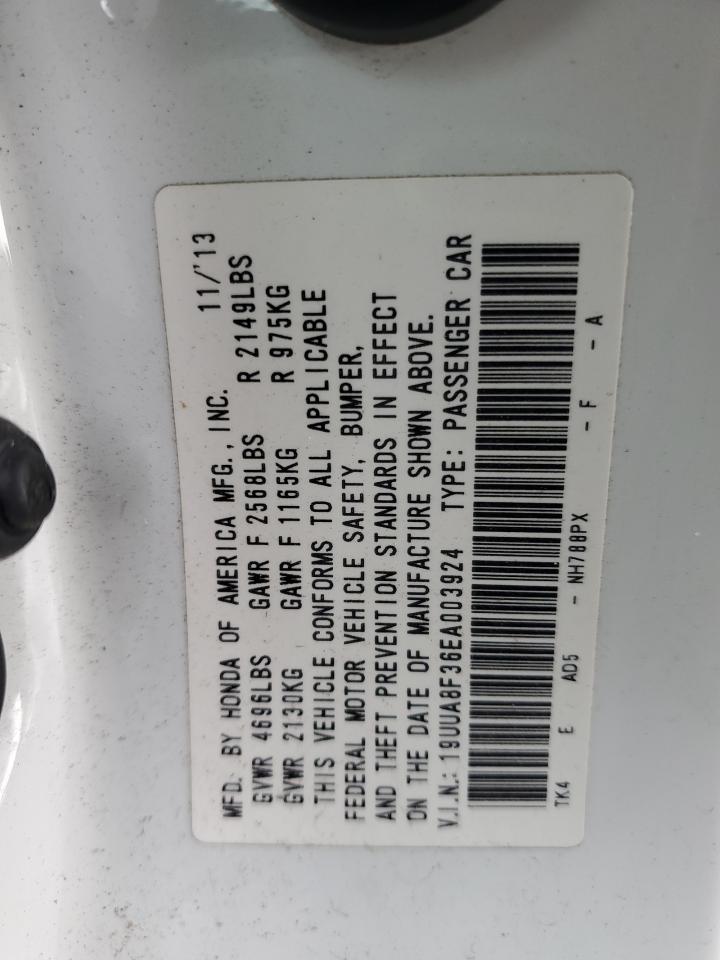 MFD. BY HONDA OF AMERICA MFG., INC. 11/'13
GVWR 4696LBS GAWR F 2568LBS R 2149LBS
GVWR 2130KG GAWR F 1165KG R 975KG
THIS VEHICLE CONFORMS TO ALL APPLICABLE
FEDERAL MOTOR VEHICLE SAFETY, BUMPER,
AND THEFT PREVENTION STANDARDS IN EFFECT
ON THE DATE OF MANUFACTURE SHOWN ABOVE.
V.I.N.: 19UUA8F36EA003924 TYPE: PASSENGER CAR
TK4 E AD5 - NH788PX - F - A